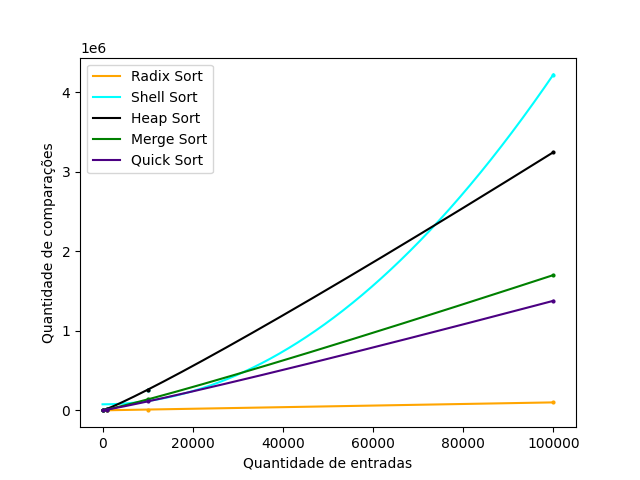 1e6
Radix Sort
Shell Sort
Heap Sort
Merge Sort
Quick Sort
4
3
2
1
0
Quantidade de comparações
0 20000 40000 60000 80000 100000
Quantidade de entradas